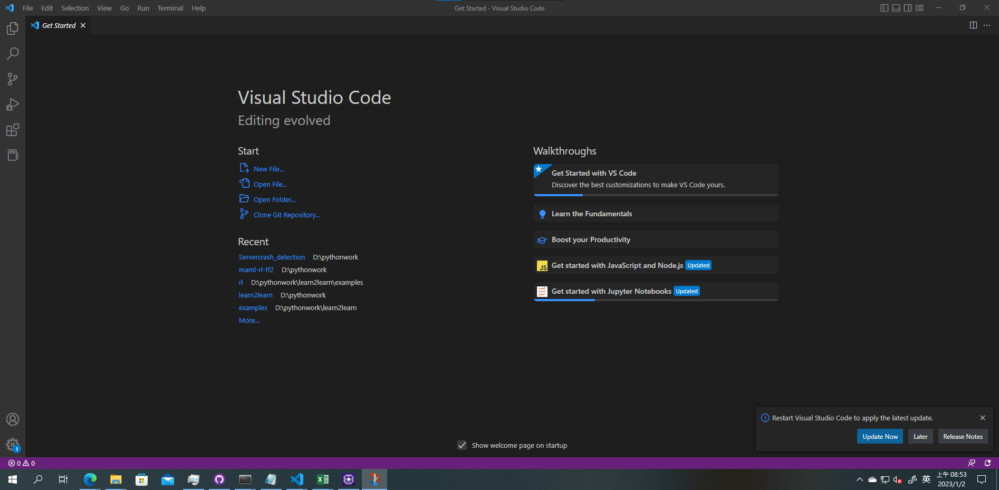 File Edit Selection View Go Run Terminal Help
Get Started - Visual Studio Code
Get Started
Visual Studio Code
Editing evolved
Start
New File...
Open File...
Open Folder...
Clone Git Repository...
Recent
Servercrash_detection D:\pythonwork
maml-rl-tf2 D:\pythonwork
rl D:\pythonwork\learn2learn\examples
learn2learn D:\pythonwork
examples D:\pythonwork\learn2learn
More...
Walkthroughs
Get Started with VS Code
Discover the best customizations to make VS Code yours.
Learn the Fundamentals
Boost your Productivity
JS Get started with JavaScript and Node.js Updated
Get started with Jupyter Notebooks Updated
Show welcome page on startup
Restart Visual Studio Code to apply the latest update.
Update Now Later Release Notes
1
0 0
英
上午 08:53
2023/1/2